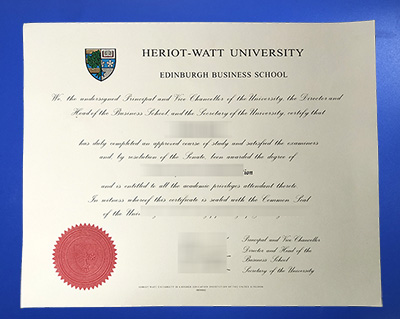 HERIOT-WATT UNIVERSITY
EDINBURGH BUSINESS SCHOOL
We, the undersigned Principal and Vice Chancellor of the University, the Director and
Head of the Business School, and the Secretary of the University, certify that
has duly completed an approved course of study and satisfied the examiners
and, by resolution of the Senate, been awarded the degree of
and is entitled to all the academic privileges attendant thereto
In witness whereof this certificate is sealed with the Common Seal
of the
Principal and Vice Chancellor
Director and Head of the
Business School
Secretary of the University